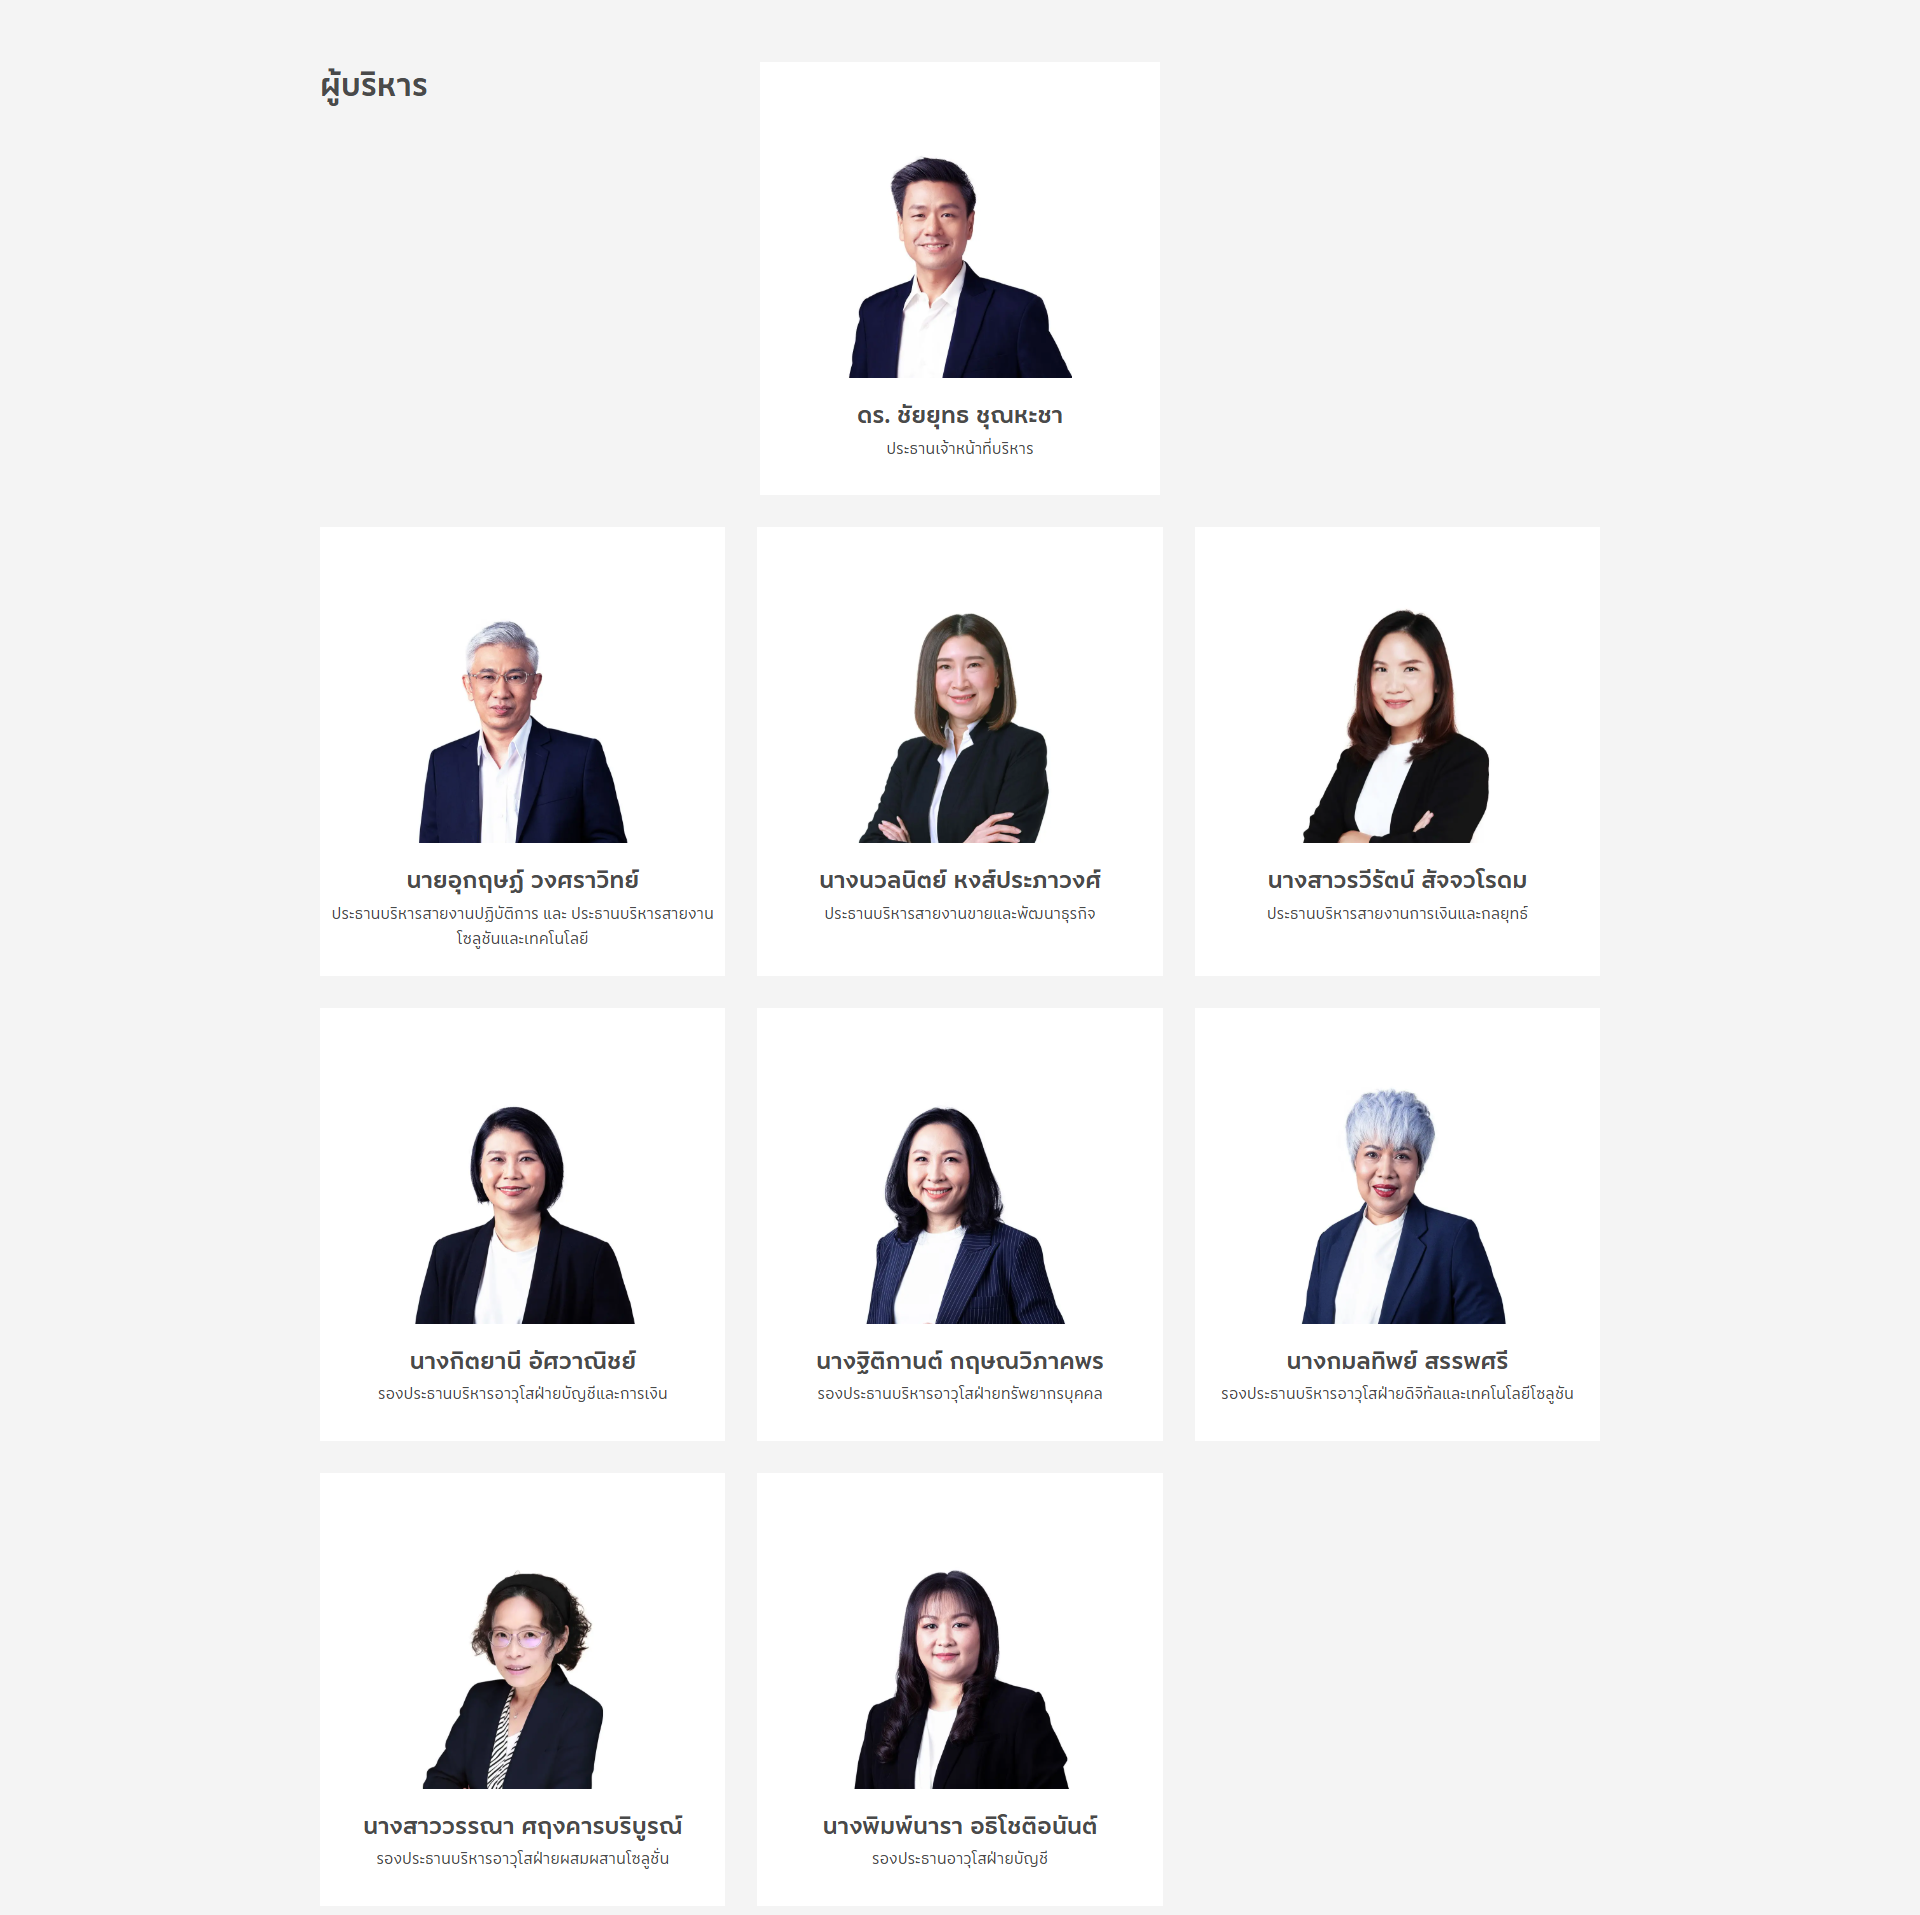 ผู้บริหาร
ดร. ชัยยุทธ ชุณหะชา
ประธานเจ้าหน้าที่บริหาร
นายอุกฤษฏ์ วงศราวิทย์
ประธานบริหารสายงานปฏิบัติการ และ ประธานบริหารสายงาน
โซลูชันและเทคโนโลยี
นางนวลนิตย์ หงส์ประภาวงศ์
ประธานบริหารสายงานขายและพัฒนาธุรกิจ
นางสาวรวีรัตน์ สัจจวโรดม
ประธานบริหารสายงานการเงินและกลยุทธ์
นางกิตยานี อัศวาณิชย์
รองประธานบริหารอาวุโสฝ่ายบัญชีและการเงิน
นางฐิติกานต์ กฤษณวิภาคพร
รองประธานบริหารอาวุโสฝ่ายทรัพยากรบุคคล
นางกมลทิพย์ สรรพศรี
รองประธานบริหารอาวุโสฝ่ายดิจิทัลและเทคโนโลยีโซลูชัน
นางสาววรรณา ศฤงคารบริบูรณ์
รองประธานบริหารอาวุโสฝ่ายผสมผสานโซลูชั่น
นางพิมพ์นารา อธิโชติอนันต์
รองประธานอาวุโสฝ่ายบัญชี